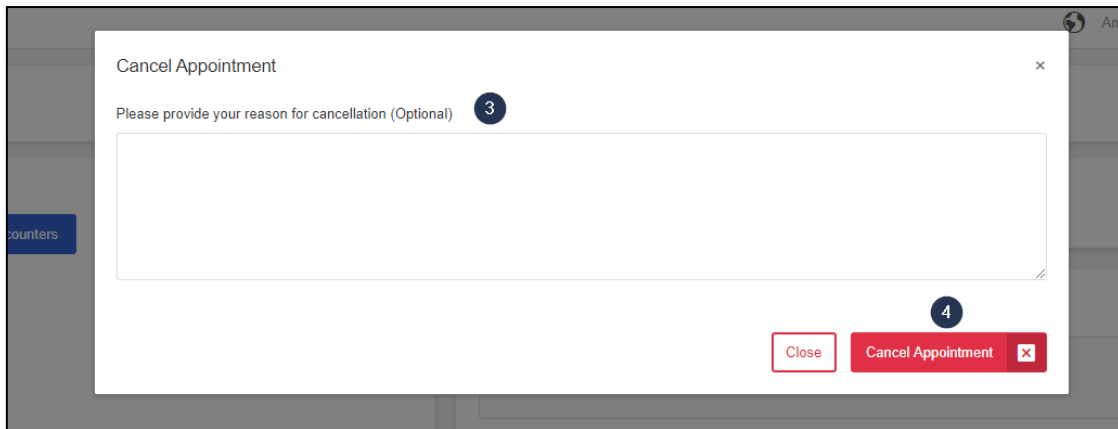 Cancel Appointment
×
Please provide your reason for cancellation (Optional)
3
counters
4
Close
Cancel Appointment